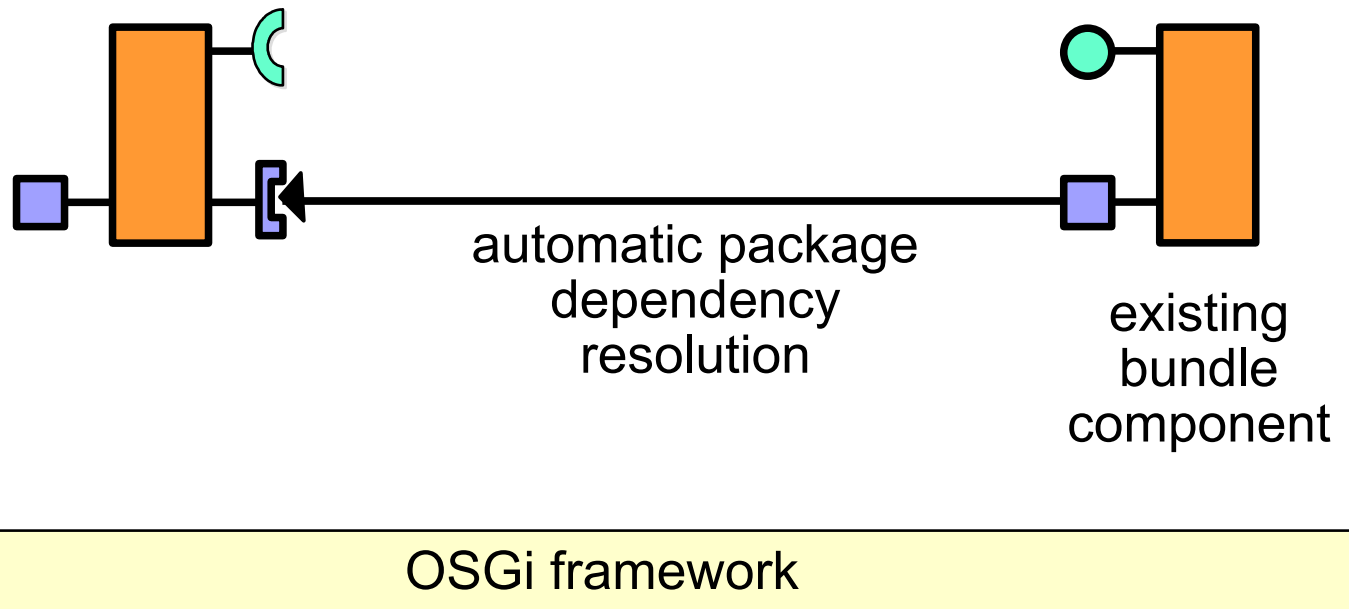 automatic package
dependency
resolution
existing
bundle
component
OSGi framework